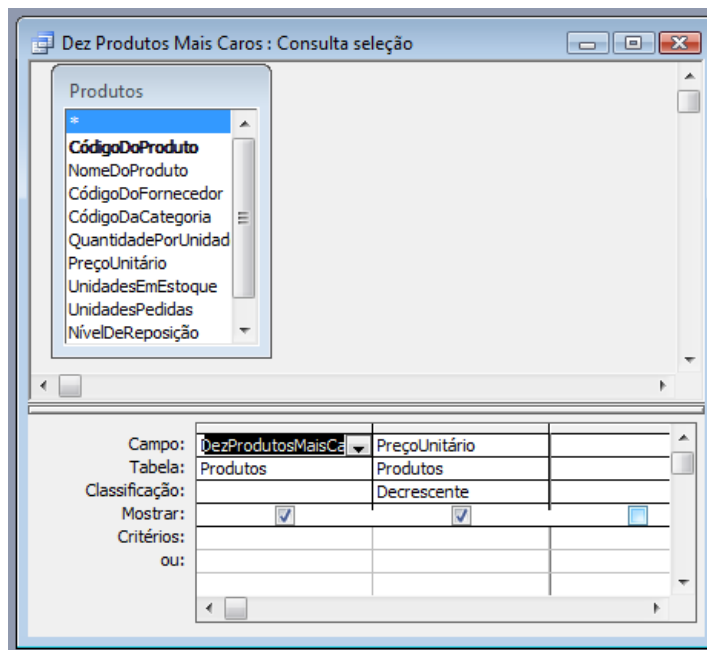 Dez Produtos Mais Caros : Consulta seleção
Produtos
*
CódigoDoProduto
NomeDoProduto
CódigoDoFornecedor
CódigoDaCategoria
QuantidadePorUnidad
PreçoUnitário
UnidadesEmEstoque
UnidadesPedidas
NívelDeReposição
Campo: DezProdutosMaisCa PreçoUnitário
Tabela: Produtos Produtos
Classificação: Decrescente
Mostrar:
Critérios:
ou: